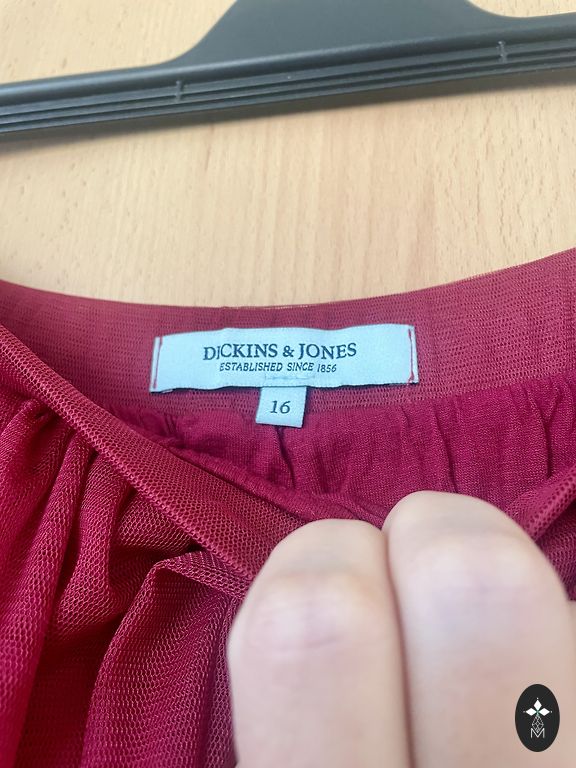 DICKINS & JONES
ESTABLISHED SINCE 1856
16